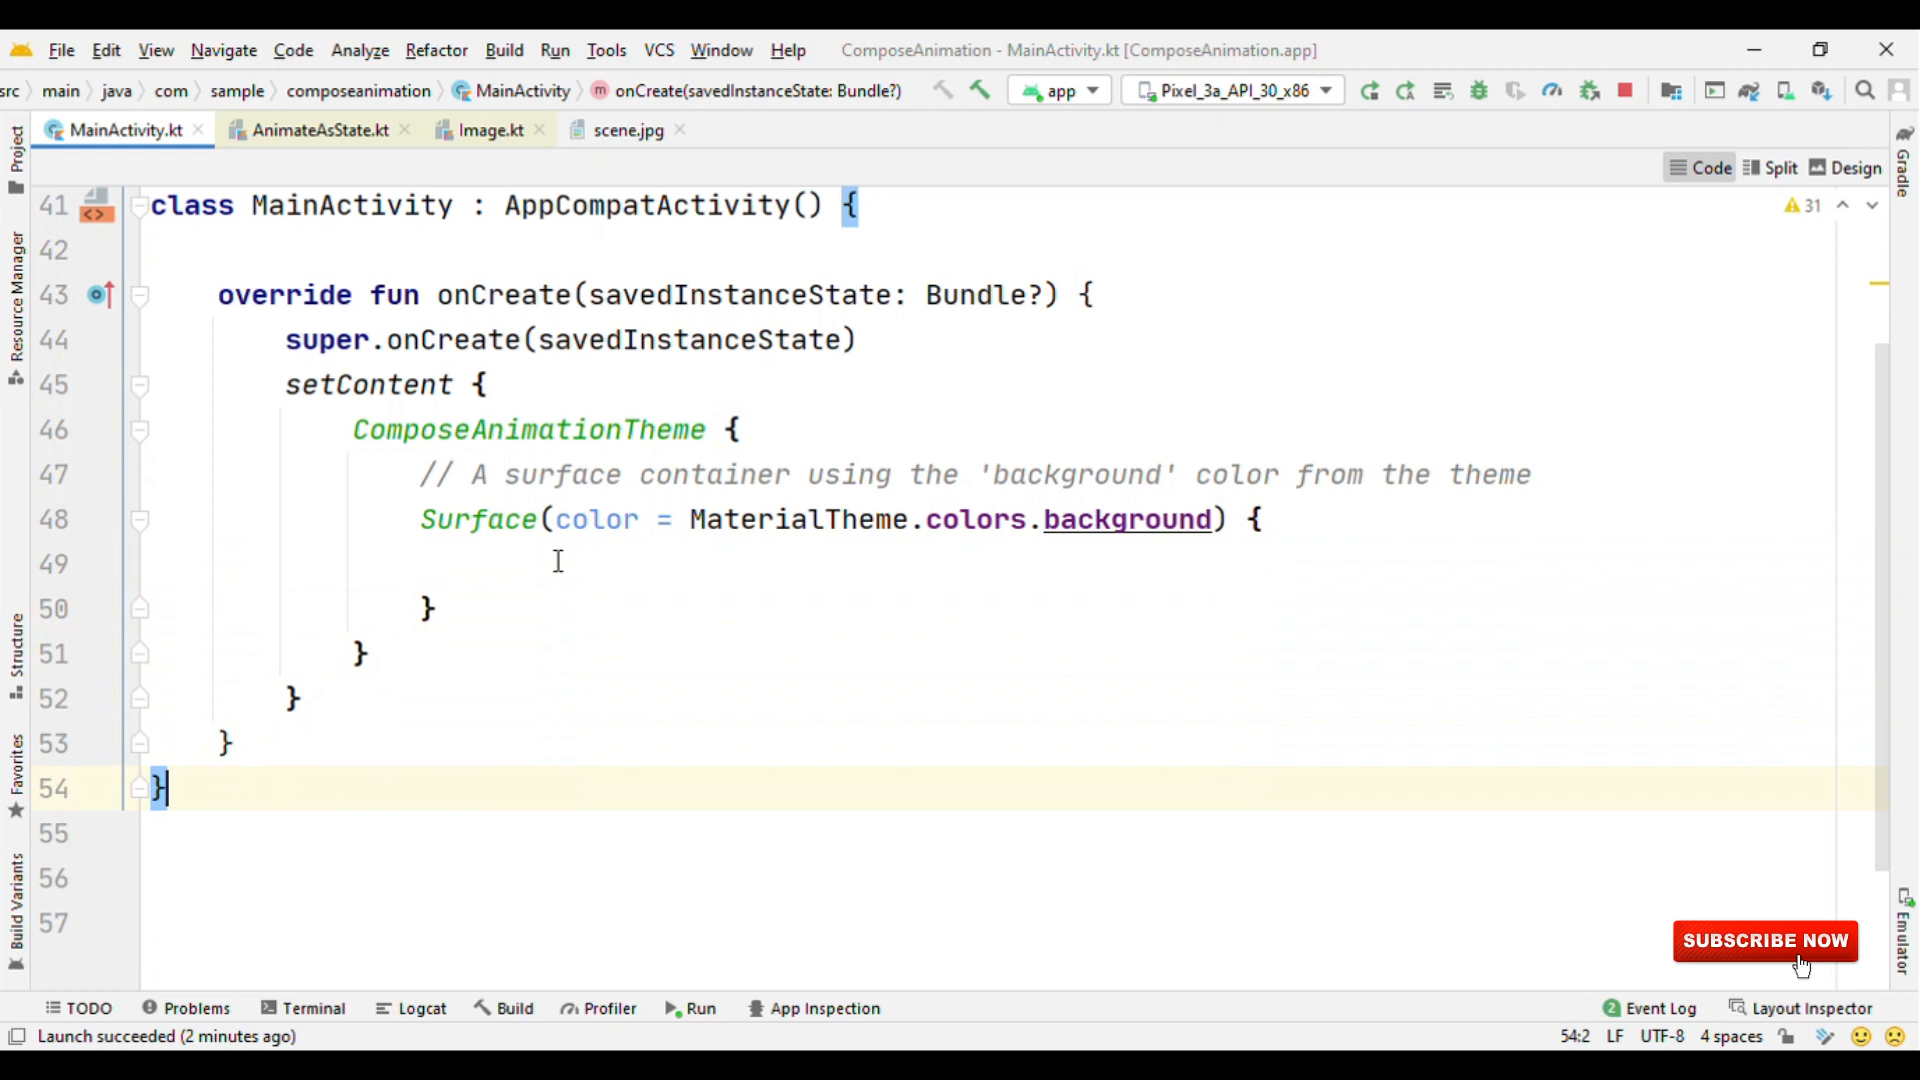 File Edit View Navigate Code Analyze Refactor Build Run Tools VCS Window Help ComposeAnimation - MainActivity.kt [ComposeAnimation.app]
src main java com sample composeanimation MainActivity m onCreate(savedInstanceState: Bundle?) app Pixel_3a_API_30_x86
MainActivity.kt AnimateAsState.kt Image.kt scene.jpg
Code Split Design
Project
Resource Manager
Structure
Favorites
Build Variants
Gradle
Emulator
31
41 class MainActivity : AppCompatActivity() {
42
43 override fun onCreate(savedInstanceState: Bundle?) {
44 super.onCreate(savedInstanceState)
45 setContent {
46 ComposeAnimationTheme {
47 // A surface container using the 'background' color from the theme
48 Surface(color = MaterialTheme.colors.background) {
49
50 }
51 }
52 }
53 }
54 }
55
56
57
SUBSCRIBE NOW
TODO Problems Terminal Logcat Build Profiler Run App Inspection 2 Event Log Layout Inspector
Launch succeeded (2 minutes ago) 54:2 LF UTF-8 4 spaces